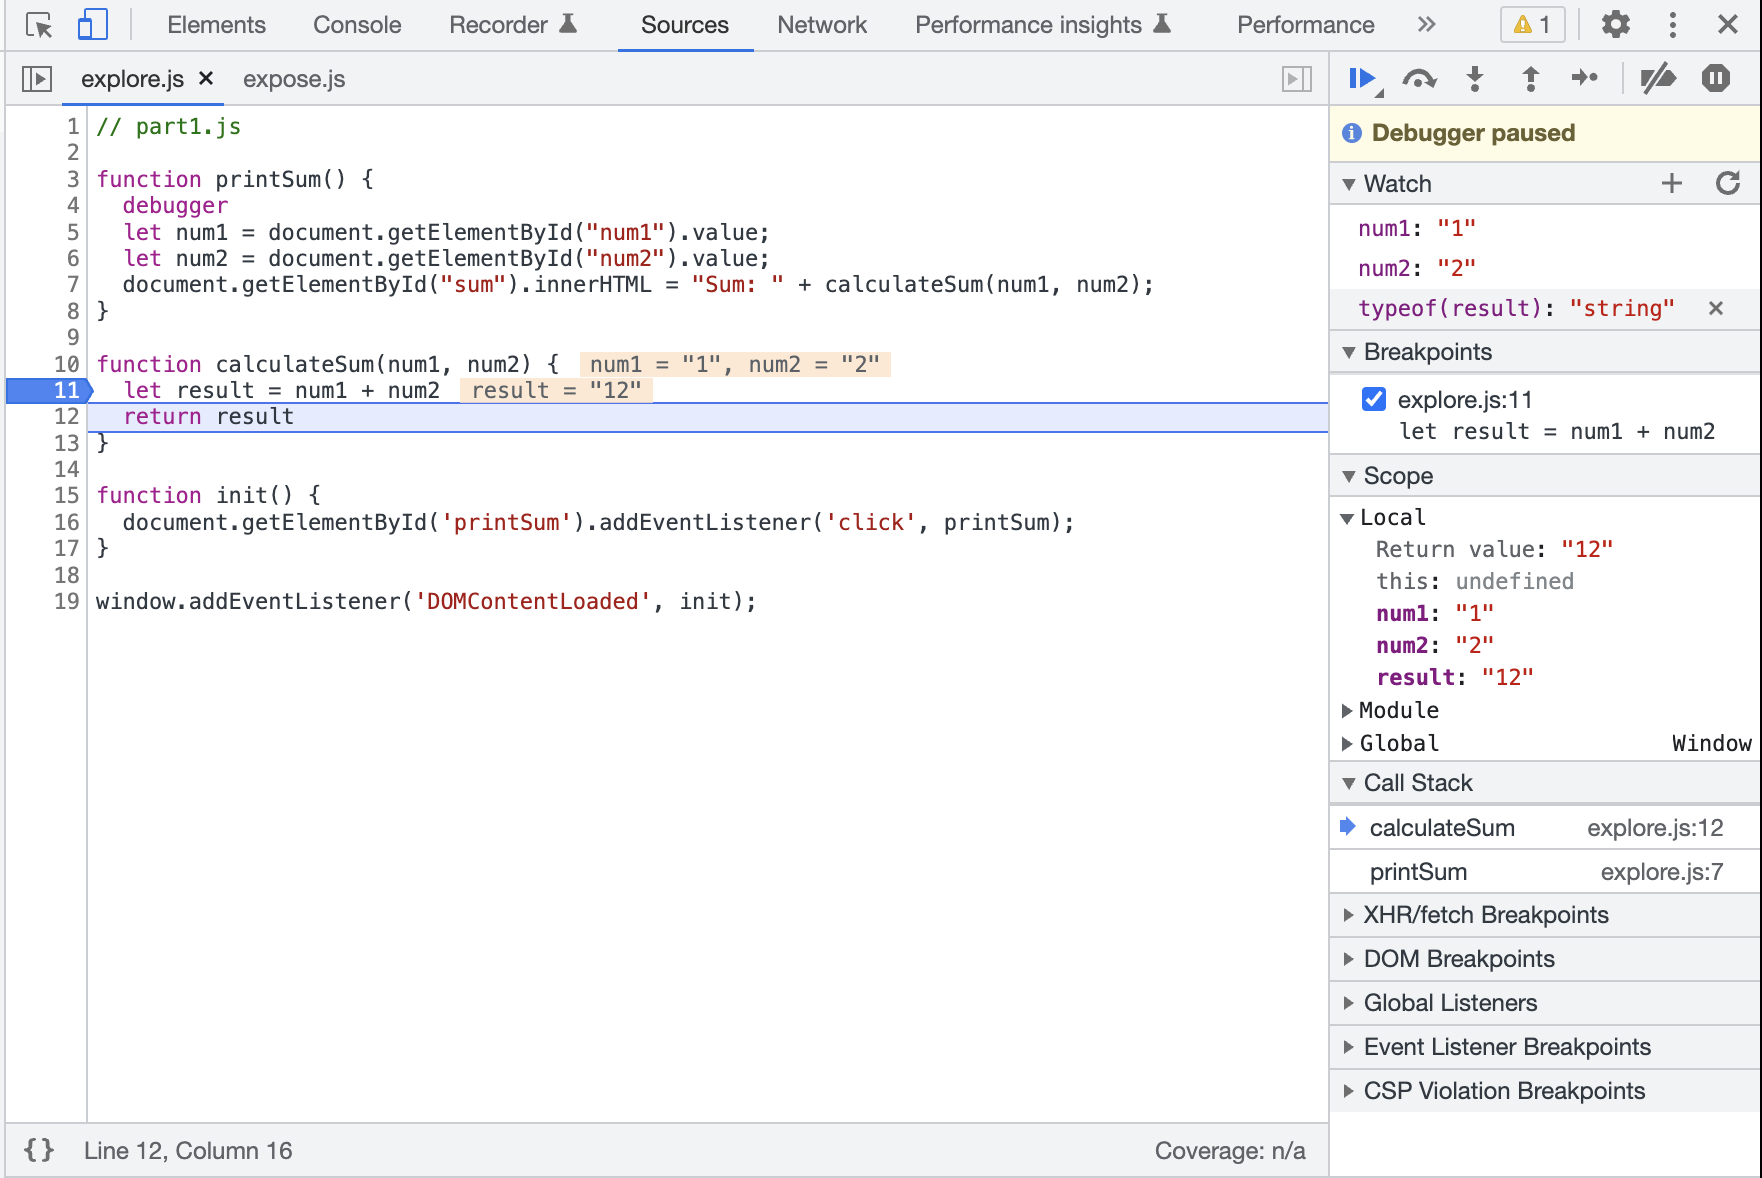 Elements Console Recorder Sources Network Performance insights Performance » 1
explore.js × expose.js
1 // part1.js
2
3 function printSum() {
4   debugger
5   let num1 = document.getElementById("num1").value;
6   let num2 = document.getElementById("num2").value;
7   document.getElementById("sum").innerHTML = "Sum: " + calculateSum(num1, num2);
8 }
9
10 function calculateSum(num1, num2) { num1 = "1", num2 = "2"
11   let result = num1 + num2 result = "12"
12   return result
13 }
14
15 function init() {
16   document.getElementById('printSum').addEventListener('click', printSum);
17 }
18
19 window.addEventListener('DOMContentLoaded', init);
{} Line 12, Column 16 Coverage: n/a
Debugger paused
Watch
num1: "1"
num2: "2"
typeof(result): "string" ×
Breakpoints
explore.js:11
let result = num1 + num2
Scope
Local
Return value: "12"
this: undefined
num1: "1"
num2: "2"
result: "12"
Module
Global Window
Call Stack
calculateSum explore.js:12
printSum explore.js:7
XHR/fetch Breakpoints
DOM Breakpoints
Global Listeners
Event Listener Breakpoints
CSP Violation Breakpoints